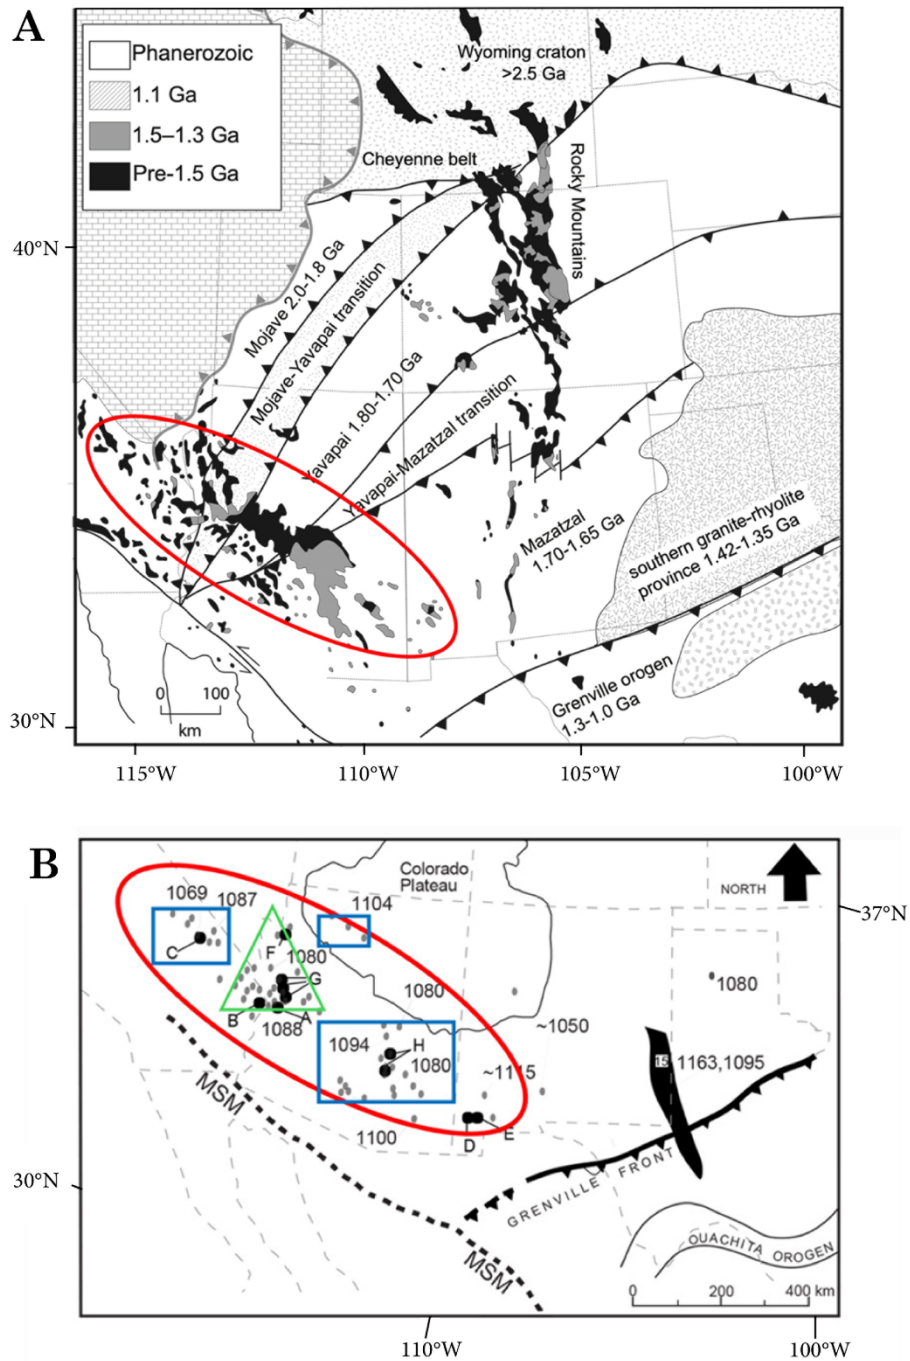 A
Phanerozoic
1.1 Ga
1.5–1.3 Ga
Pre-1.5 Ga
Wyoming craton
>2.5 Ga
Cheyenne belt
Rocky Mountains
40°N
Mojave 2.0-1.8 Ga
Mojave-Yavapai transition
Yavapai 1.80-1.70 Ga
Yavapai-Mazatzal transition
Mazatzal
1.70-1.65 Ga
southern granite-rhyolite
province 1.42-1.35 Ga
Grenville orogen
1.3-1.0 Ga
0 100
km
30°N
115°W 110°W 105°W 100°W
B
Colorado
Plateau
NORTH
37°N
1069
1087
1104
C
F
1080
G
1080
1080
B
A
1088
~1050
1094
H
1080
~1115
15
1163,1095
MSM
1100
D
E
GRENVILLE FRONT
30°N
OUACHITA OROGEN
MSM
0 200 400 km
110°W 100°W